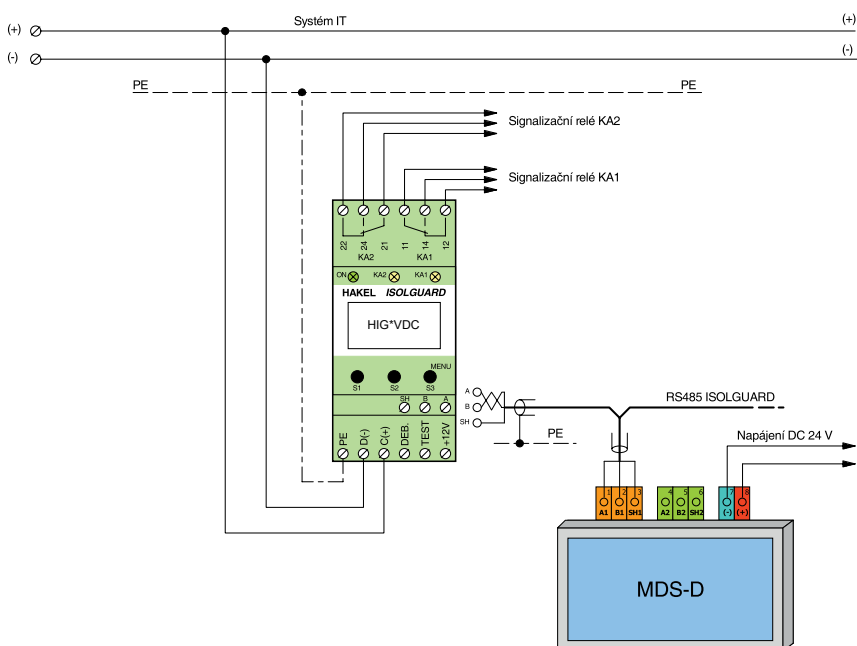 Systém IT
(+) (+)
(-) (-)
PE PE
Signalizační relé KA2
Signalizační relé KA1
22 24 21 11 14 12
KA2 KA1
ON KA2 KA1
HAKEL ISOLGUARD
HIG*VDC
MENU
S1 S2 S3
SH B A
PE D(-) C(+) DEB. TEST +12V
A
B
SH
PE
RS485 ISOLGUARD
Napájení DC 24 V
1 2 3 4 5 6 7 8
A1 B1 SH1 A2 B2 SH2 (-) (+)
MDS-D